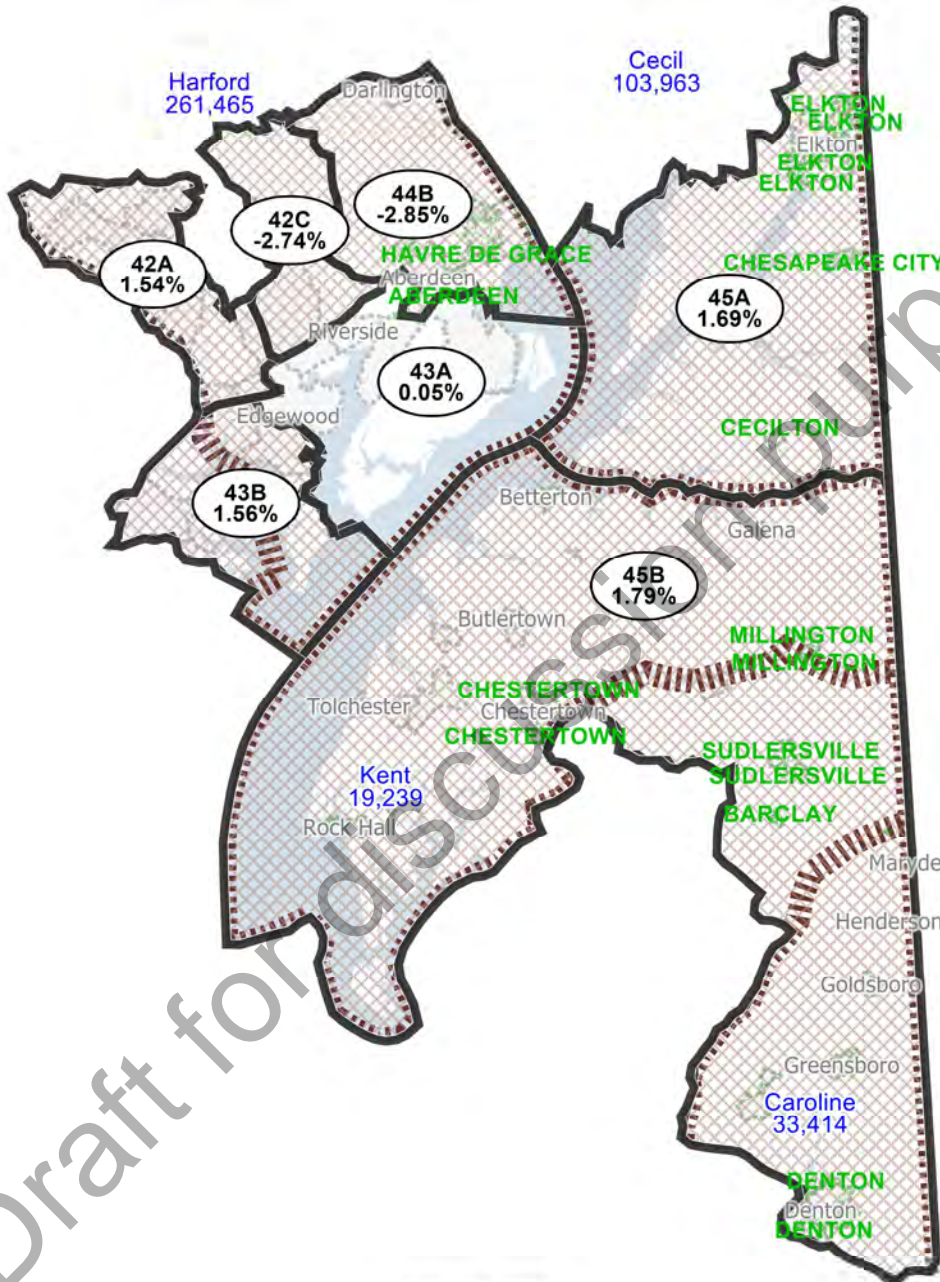 Harford
261,465
Cecil
103,963
Darlington
ELKTON
ELKTON
Elkton
ELKTON
ELKTON
44B
-2.85%
42C
-2.74%
42A
1.54%
HAVRE DE GRACE
CHESAPEAKE CITY
Aberdeen
ABERDEEN
45A
1.69%
Riverside
43A
0.05%
Edgewood
CECILTON
43B
1.56%
Betterton
Galena
45B
1.79%
Butlertown
MILLINGTON
MILLINGTON
CHESTERTOWN
Tolchester
Chestertown
CHESTERTOWN
SUDLERSVILLE
SUDLERSVILLE
Kent
19,239
BARCLAY
Rock Hall
Maryde
Henderson
Goldsboro
Greensboro
Caroline
33,414
DENTON
Denton
DENTON
Draft for discussion purp